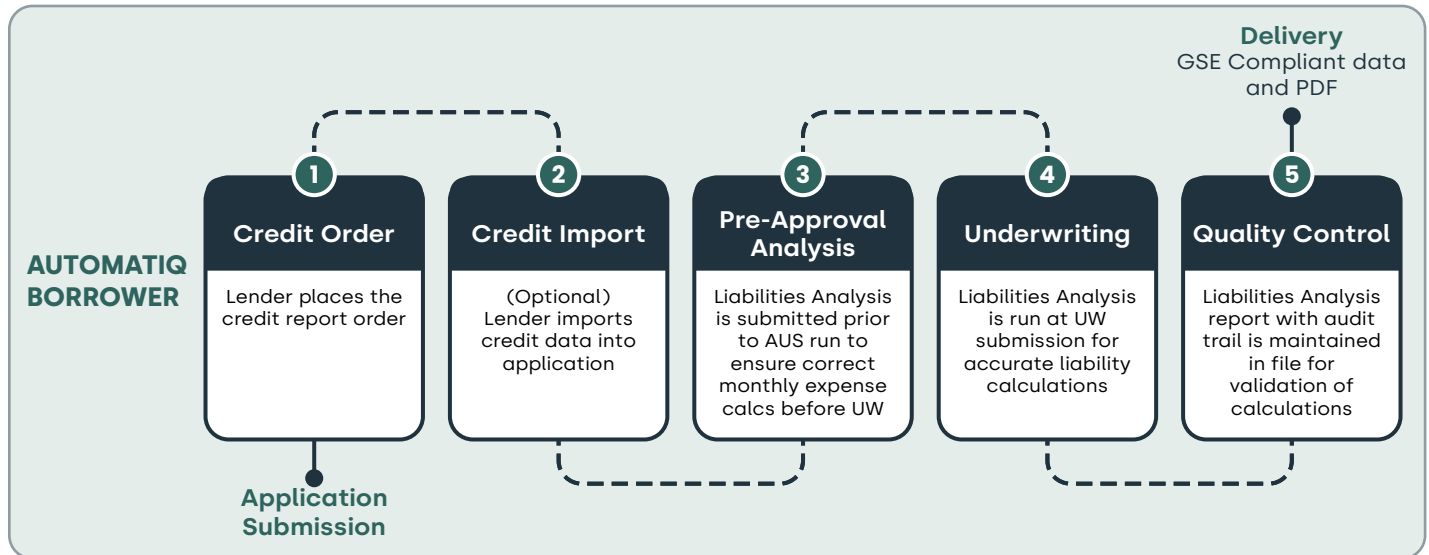 Delivery
GSE Compliant data
and PDF
AUTOMATIQ
BORROWER
1
Credit Order
Lender places the
credit report order
Application
Submission
2
Credit Import
(Optional)
Lender imports
credit data into
application
3
Pre-Approval
Analysis
Liabilities Analysis
is submitted prior
to AUS run to
ensure correct
monthly expense
calcs before UW
4
Underwriting
Liabilities Analysis
is run at UW
submission for
accurate liability
calculations
5
Quality Control
Liabilities Analysis
report with audit
trail is maintained
in file for
validation of
calculations